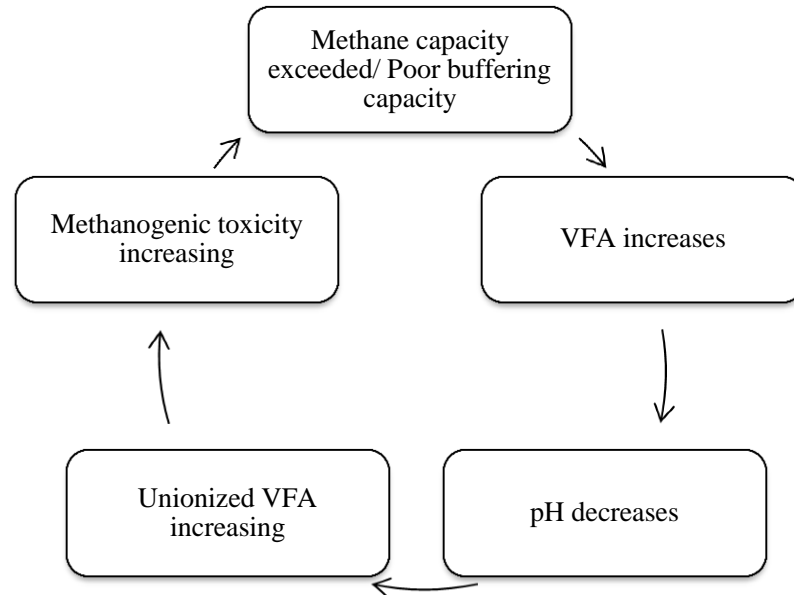 Methane capacity
exceeded/ Poor buffering
capacity
VFA increases
pH decreases
Unionized VFA
increasing
Methanogenic toxicity
increasing